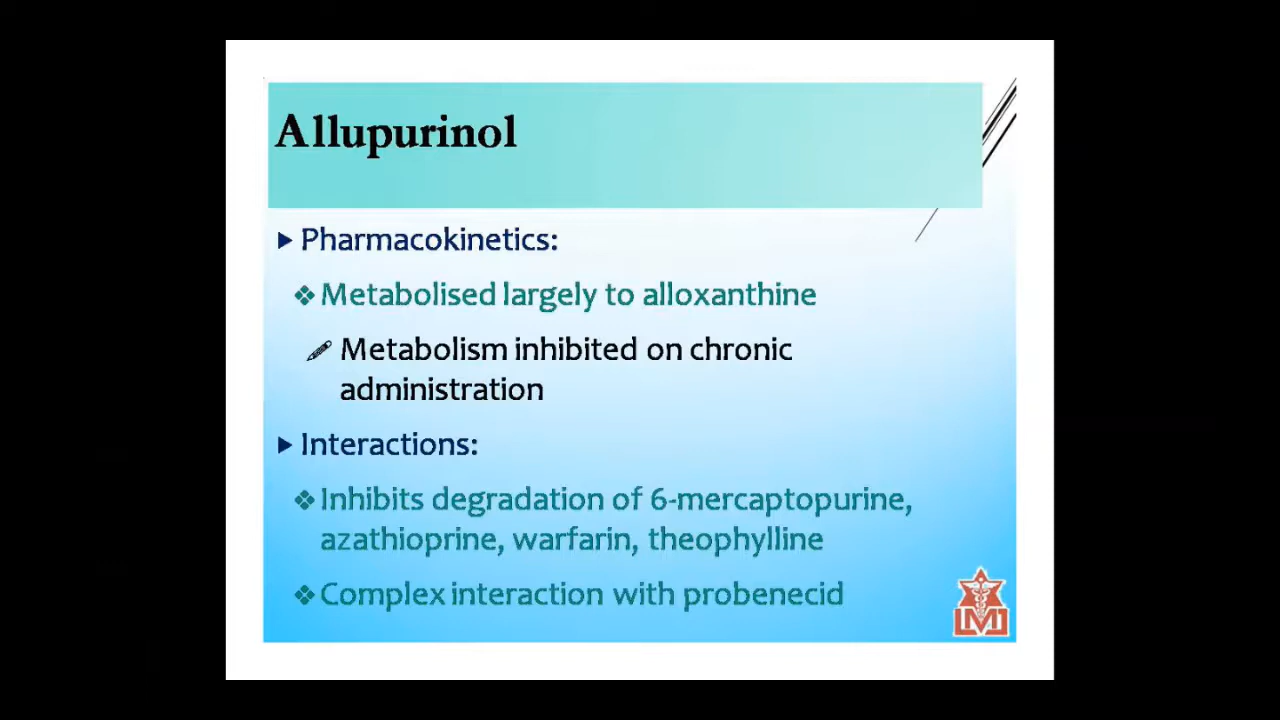 Allupurinol
Pharmacokinetics:
Metabolised largely to alloxanthine
Metabolism inhibited on chronic
administration
Interactions:
Inhibits degradation of 6-mercaptopurine,
azathioprine, warfarin, theophylline
Complex interaction with probenecid